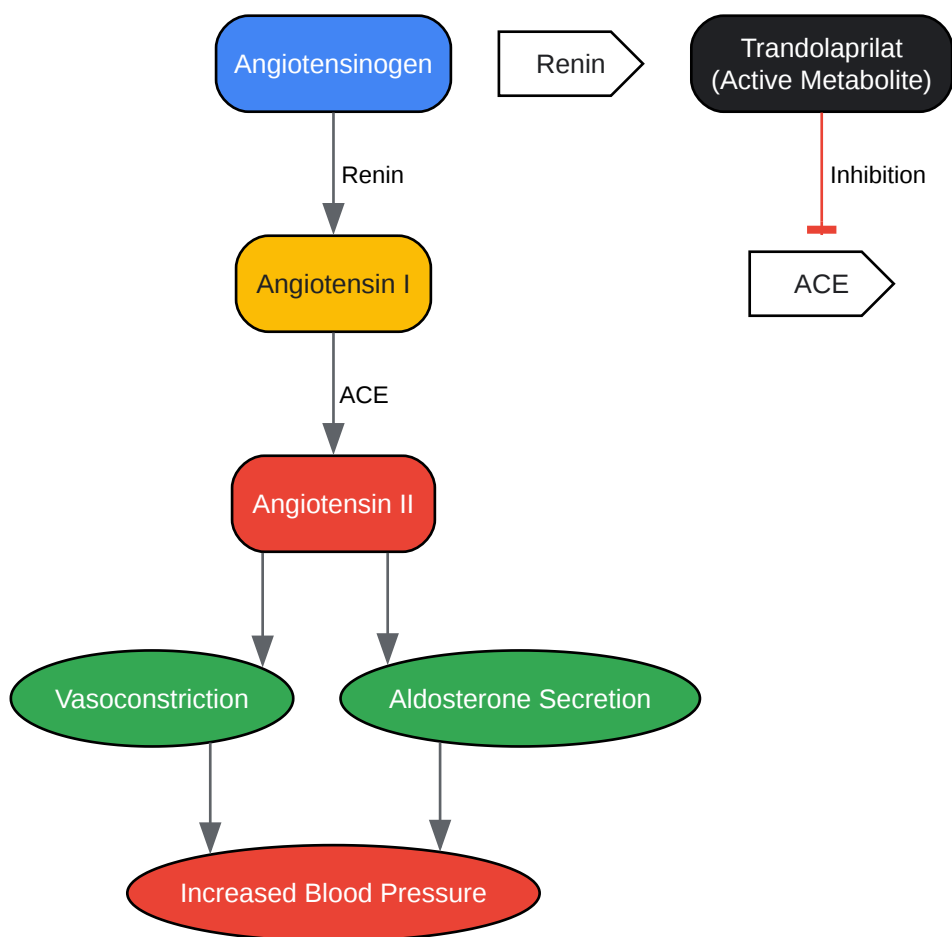 Angiotensinogen
Renin
Trandolaprilat
(Active Metabolite)
Renin
Inhibition
Angiotensin I
ACE
ACE
Angiotensin II
Vasoconstriction
Aldosterone Secretion
Increased Blood Pressure